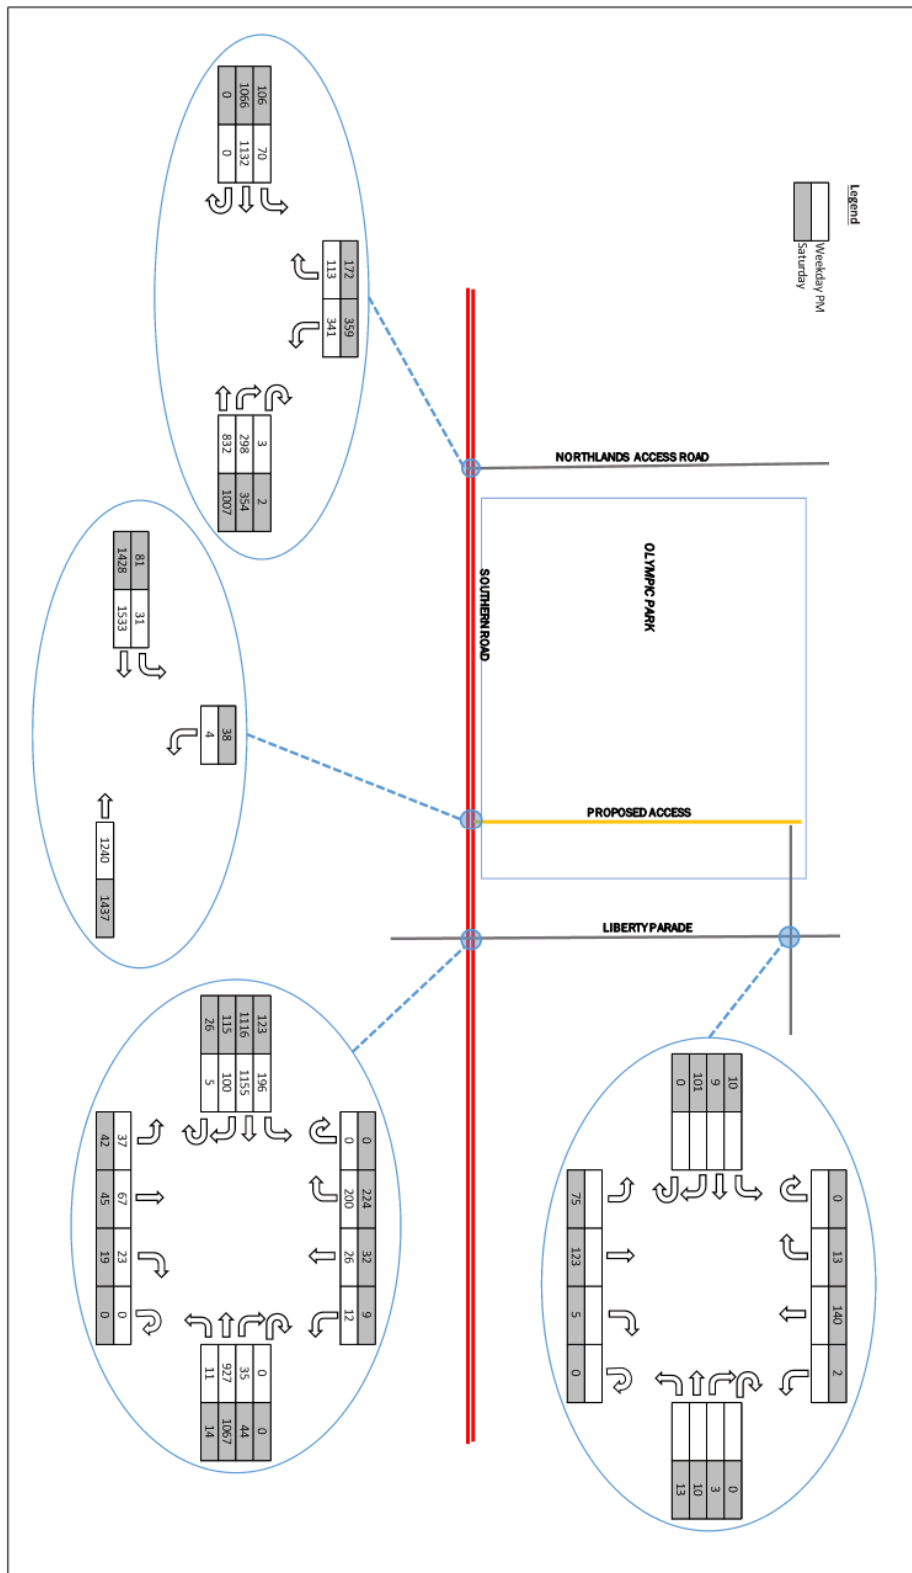 Legend
Weekday PM
Saturday
NORTHLANDS ACCESS ROAD
OLYMPIC PARK
SOUTHERN ROAD
PROPOSED ACCESS
LIBERTY PARADE
106 70
1066 1132
0 0
172 359
113 341
3 2
298 354
832 1007
81 31
1428 1533
38
4
1240 1437
123 196
1116 1155
115 100
26 5
0 224 32 9
0 200 26 12
37 67 23 0
42 45 19 0
0 0
35 44
927 1067
11 14
10
9
101
0
0 13 140 2
75 123 5 0
0
3
10
13